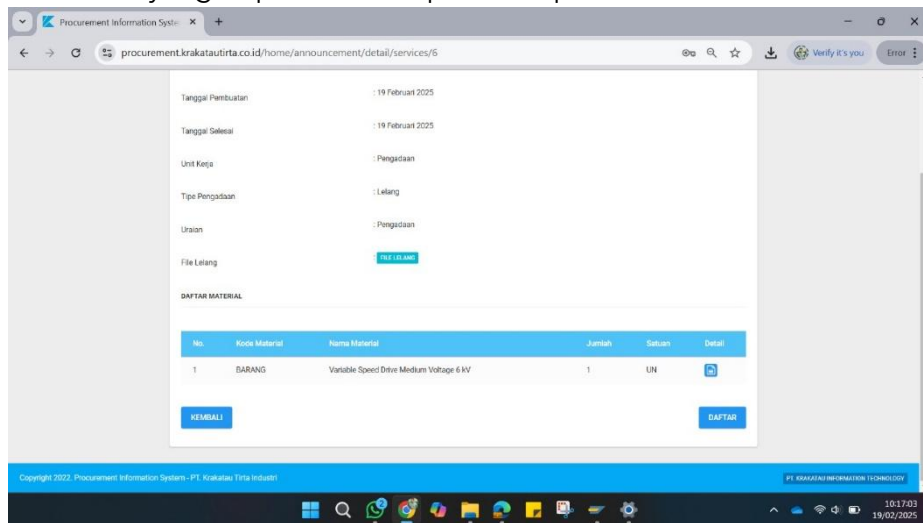 Procurement Information Syste
procurement.krakatautirta.co.id/home/announcement/detail/services/6
Verify it's you
Error
Tanggal Pembuatan : 19 Februari 2025
Tanggal Selesai : 19 Februari 2025
Unit Kerja : Pengadaan
Tipe Pengadaan : Lelang
Uraian : Pengadaan
File Lelang : FILE LELANG
DAFTAR MATERIAL
No. Kode Material Nama Material Jumlah Satuan Detail
1 BARANG Variable Speed Drive Medium Voltage 6 kV 1 UN
KEMBALI DAFTAR
Copyright 2022. Procurement Information System - PT. Krakatau Tirta Industri PT. KRAKATAU INFORMATION TECHNOLOGY
10:17:03
19/02/2025